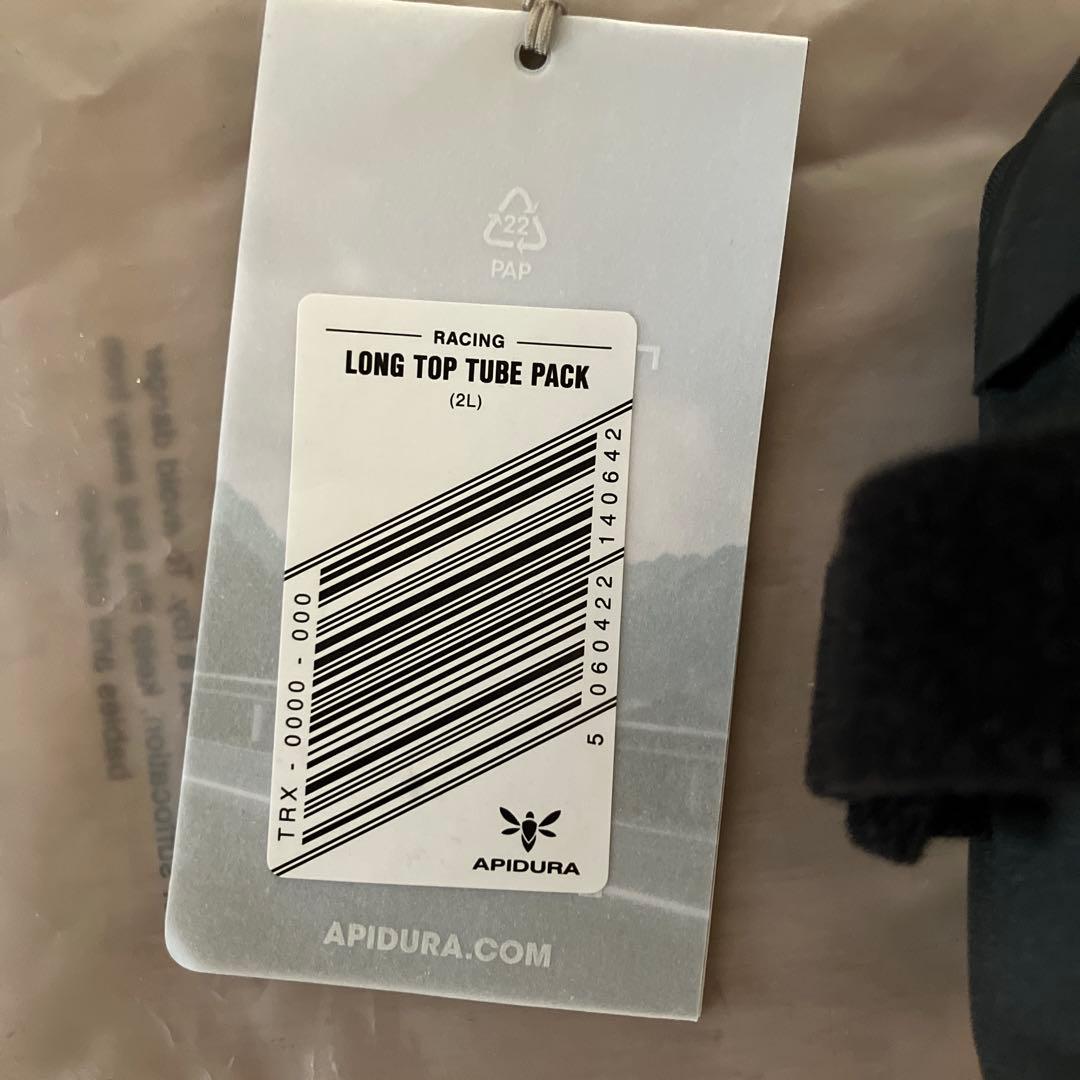 22
PAP
RACING
LONG TOP TUBE PACK
(2L)
TRX - 0000 - 000
5 060422 140642
APIDURA
APIDURA.COM